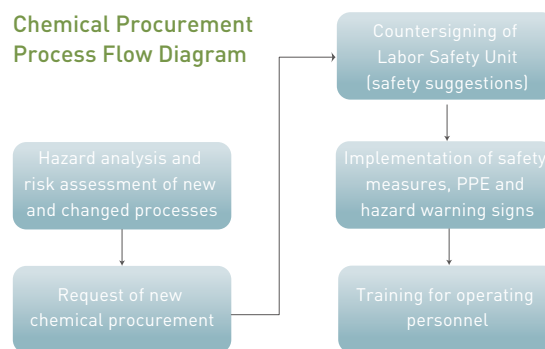 Chemical Procurement
Process Flow Diagram
Hazard analysis and
risk assessment of new
and changed processes
Request of new
chemical procurement
Countersigning of
Labor Safety Unit
(safety suggestions)
Implementation of safety
measures, PPE and
hazard warning signs
Training for operating
personnel